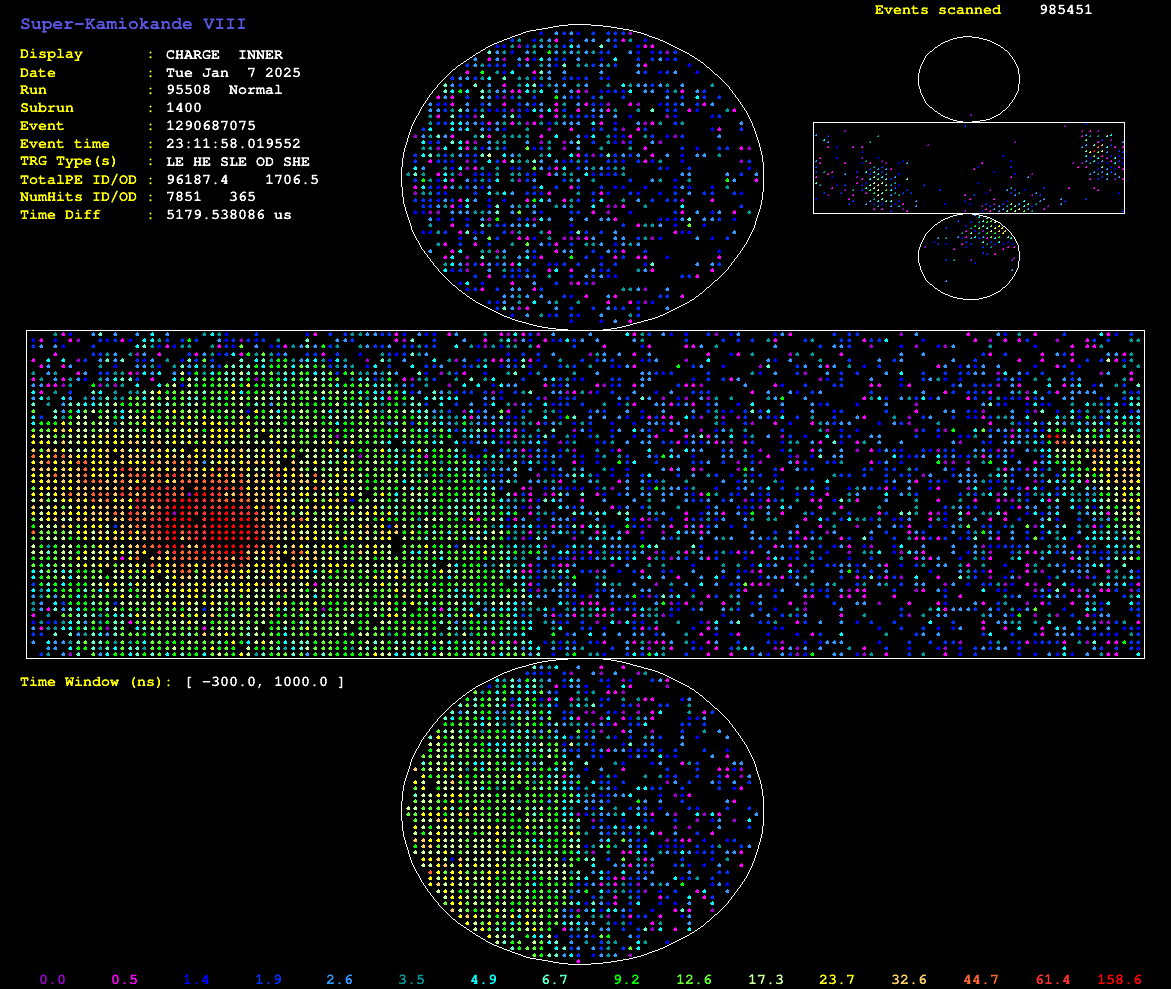 Super-Kamiokande VIII
Events scanned 985451
Display : CHARGE INNER
Date : Tue Jan 7 2025
Run : 95508 Normal
Subrun : 1400
Event : 1290687075
Event time : 23:11:58.019552
TRG Type(s) : LE HE SLE OD SHE
TotalPE ID/OD : 96187.4 1706.5
NumHits ID/OD : 7851 365
Time Diff : 5179.538086 us
Time Window (ns): [ -300.0, 1000.0 ]
0.0 0.5 1.4 1.9 2.6 3.5 4.9 6.7 9.2 12.6 17.3 23.7 32.6 44.7 61.4 158.6